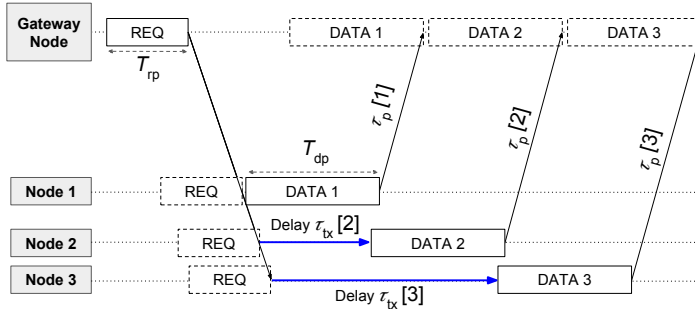 Gateway
Node
REQ
DATA 1
DATA 2
DATA 3
T_rp
τ_p [1]
τ_p [2]
τ_p [3]
T_dp
Node 1
REQ
DATA 1
Delay τ_tx [2]
Node 2
REQ
DATA 2
Node 3
REQ
DATA 3
Delay τ_tx [3]